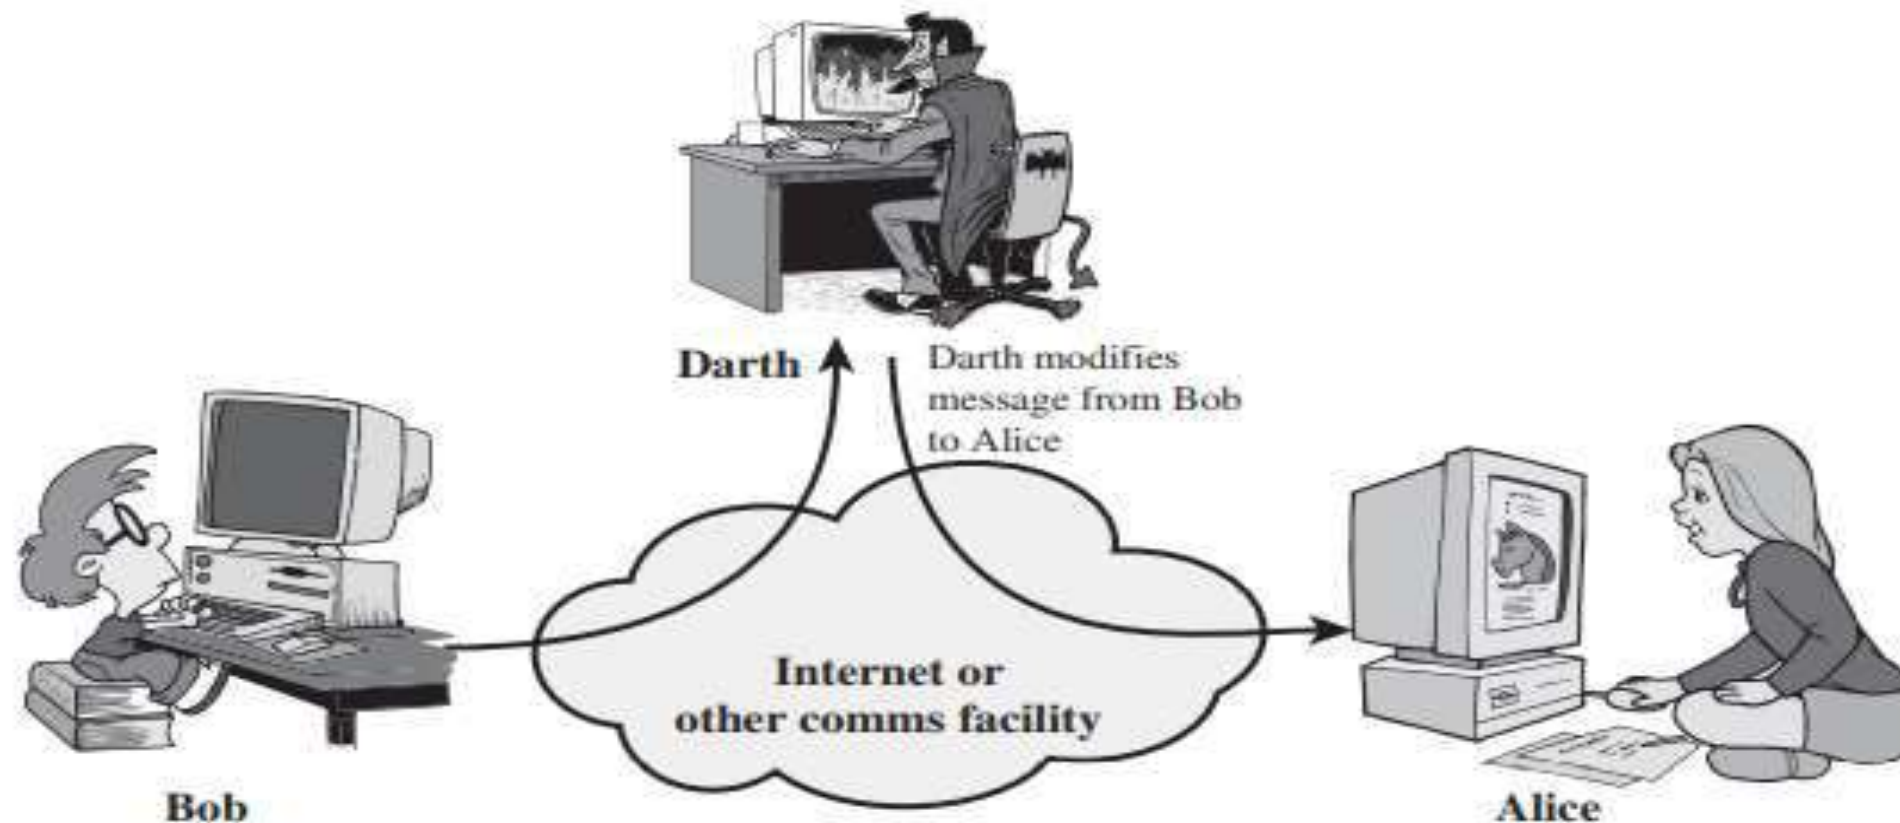 Darth
Darth modifies
message from Bob
to Alice
Internet or
other comms facility
Bob
Alice